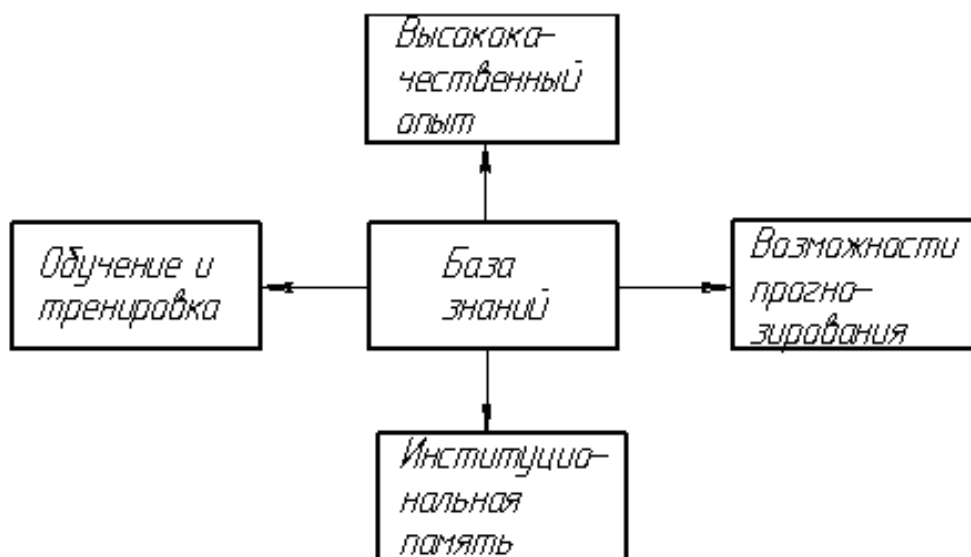 Высокока-
чественный
опыт
Обучение и
тренировка
База
знаний
Возможности
прогно-
зирования
Институцио-
нальная
память